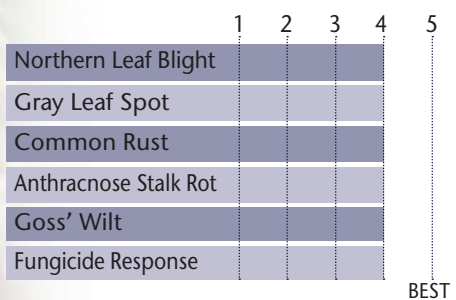 1 2 3 4 5
Northern Leaf Blight
Gray Leaf Spot
Common Rust
Anthracnose Stalk Rot
Goss’ Wilt
Fungicide Response
BEST